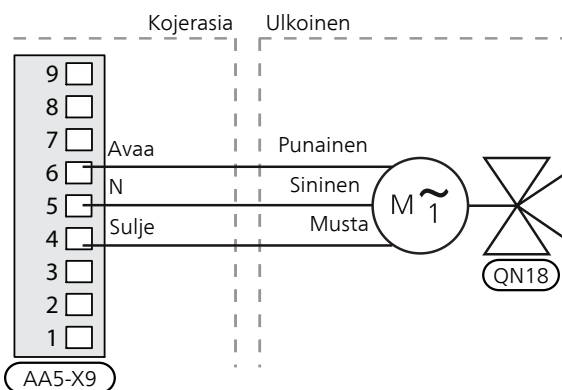 Kojerasia Ulkoinen
9
8
7
6 Avaa Punainen
5 N Sininen
4 Sulje Musta
3
2
1
M ~ 1
QN18
AA5-X9